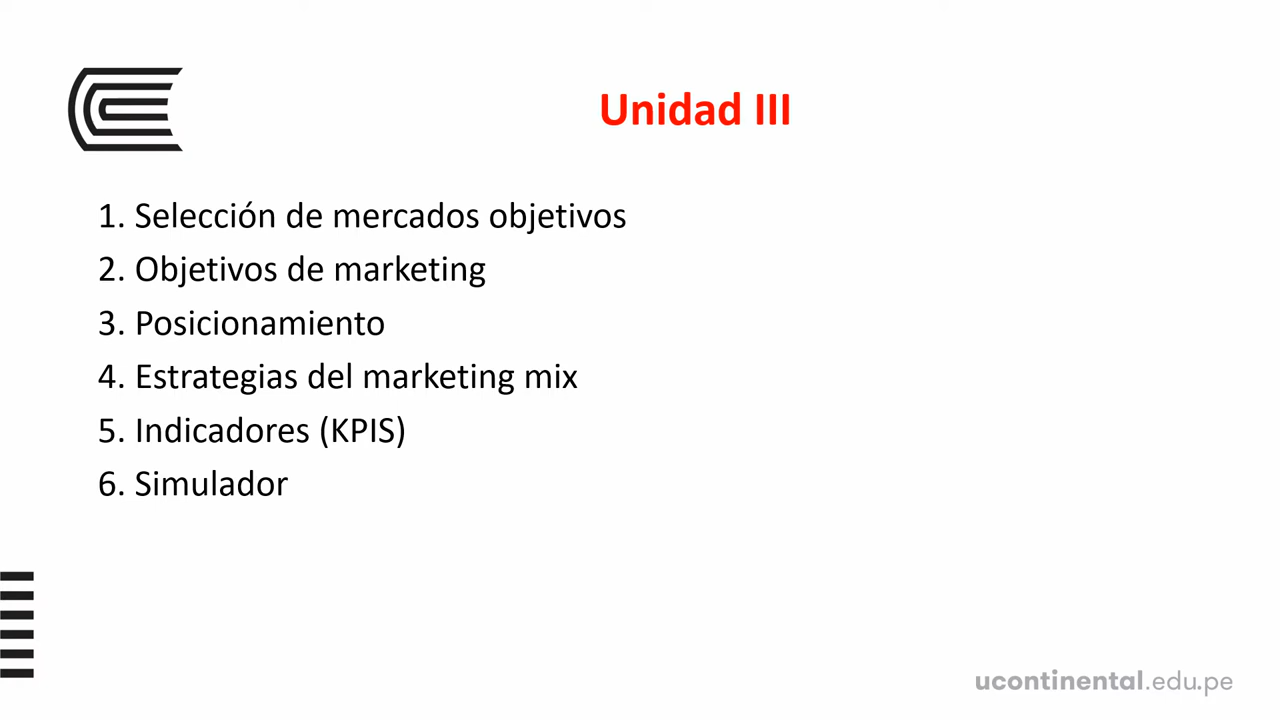 Unidad III
1. Selección de mercados objetivos
2. Objetivos de marketing
3. Posicionamiento
4. Estrategias del marketing mix
5. Indicadores (KPIS)
6. Simulador
ucontinental.edu.pe